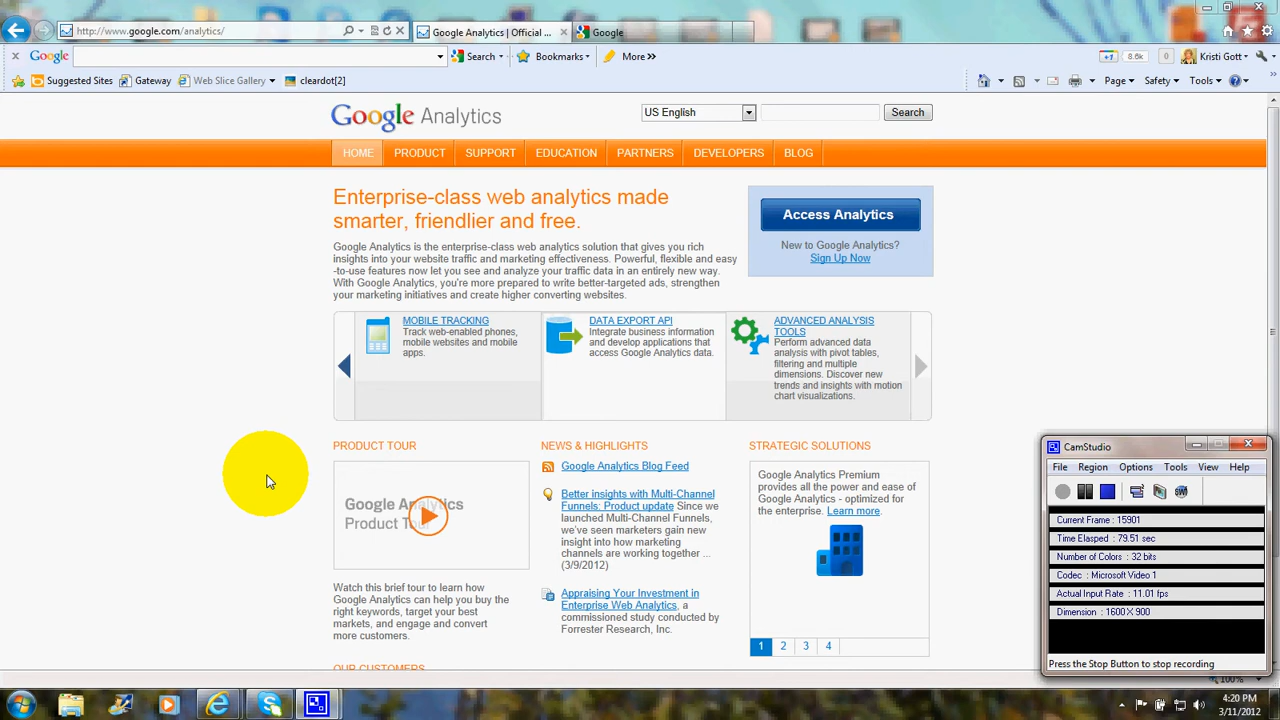 http://www.google.com/analytics/
Google Analytics | Official ...
Google
Google
Search
Bookmarks
More »
+1
8.6k
0
Kristi Gott
Suggested Sites
Gateway
Web Slice Gallery
cleardot[2]
Page
Safety
Tools
Google Analytics
US English
Search
HOME
PRODUCT
SUPPORT
EDUCATION
PARTNERS
DEVELOPERS
BLOG
Enterprise-class web analytics made
smarter, friendlier and free.
Google Analytics is the enterprise-class web analytics solution that gives you rich
insights into your website traffic and marketing effectiveness. Powerful, flexible and easy
-to-use features now let you see and analyze your traffic data in an entirely new way.
With Google Analytics, you're more prepared to write better-targeted ads, strengthen
your marketing initiatives and create higher converting websites.
Access Analytics
New to Google Analytics?
Sign Up Now
MOBILE TRACKING
Track web-enabled phones,
mobile websites and mobile
apps.
DATA EXPORT API
Integrate business information
and develop applications that
access Google Analytics data.
ADVANCED ANALYSIS
TOOLS
Perform advanced data
analysis with pivot tables,
filtering and multiple
dimensions. Discover new
trends and insights with motion
chart visualizations.
PRODUCT TOUR
Google Analytics
Product To
Watch this brief tour to learn how
Google Analytics can help you buy the
right keywords, target your best
markets, and engage and convert
more customers.
OUR CUSTOMERS
NEWS & HIGHLIGHTS
Google Analytics Blog Feed
Better insights with Multi-Channel
Funnels: Product update Since we
launched Multi-Channel Funnels,
we've seen marketers gain new
insight into how marketing
channels are working together ...
(3/9/2012)
Appraising Your Investment in
Enterprise Web Analytics, a
commissioned study conducted by
Forrester Research, Inc.
STRATEGIC SOLUTIONS
Google Analytics Premium
provides all the power and ease of
Google Analytics - optimized for
the enterprise. Learn more.
1 2 3 4
CamStudio
File Region Options Tools View Help
Current Frame : 15901
Time Elasped : 79.51 sec
Number of Colors : 32 bits
Codec : Microsoft Video 1
Actual Input Rate : 11.01 fps
Dimension : 1600 X 900
Press the Stop Button to stop recording
100%
4:20 PM
3/11/2012